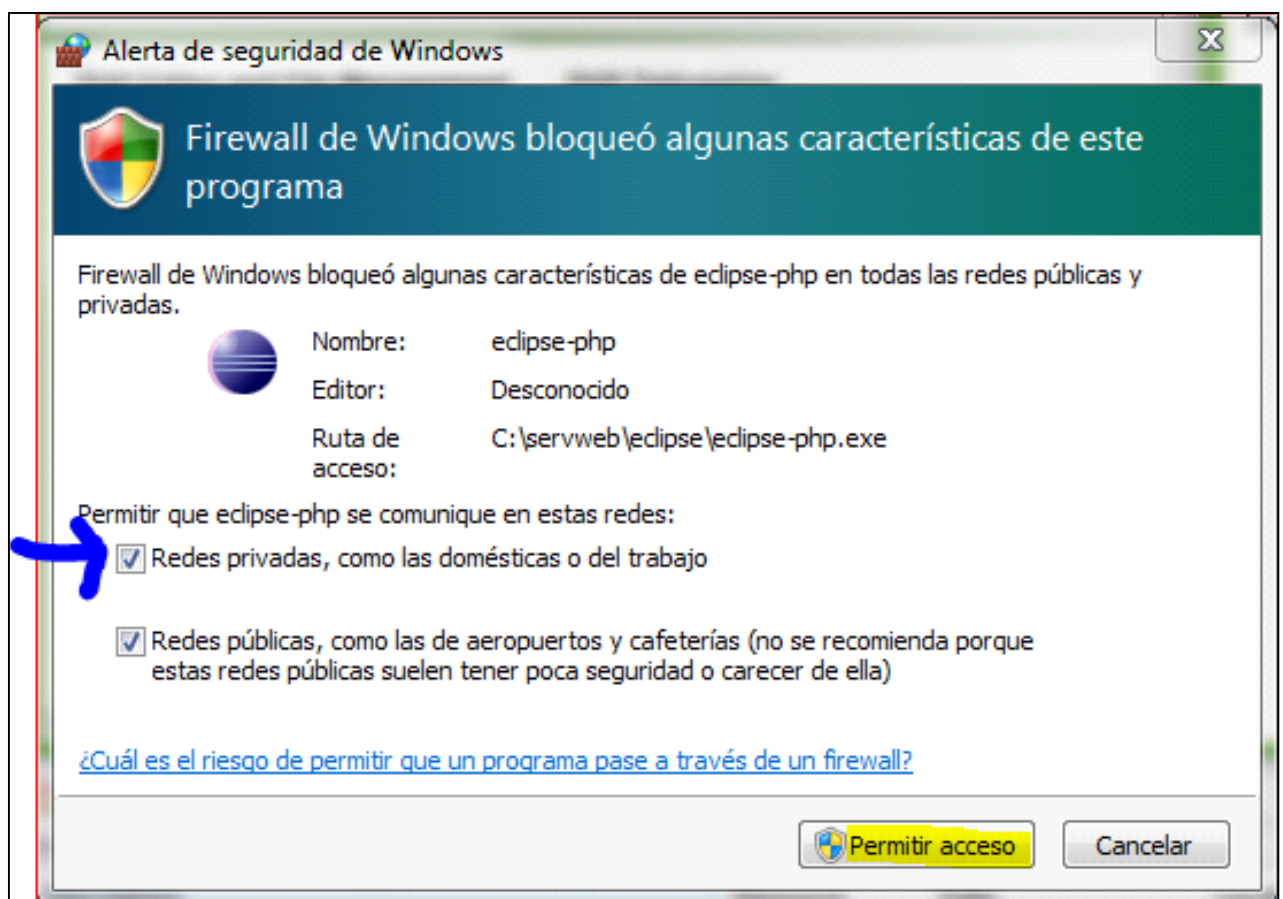 Alerta de seguridad de Windows
Firewall de Windows bloqueó algunas características de este
programa
Firewall de Windows bloqueó algunas características de eclipse-php en todas las redes públicas y
privadas.
Nombre: eclipse-php
Editor: Desconocido
Ruta de C:\servweb\eclipse\eclipse-php.exe
acceso:
Permitir que eclipse-php se comunique en estas redes:
Redes privadas, como las domésticas o del trabajo
Redes públicas, como las de aeropuertos y cafeterías (no se recomienda porque
estas redes públicas suelen tener poca seguridad o carecer de ella)
¿Cuál es el riesgo de permitir que un programa pase a través de un firewall?
Permitir acceso Cancelar